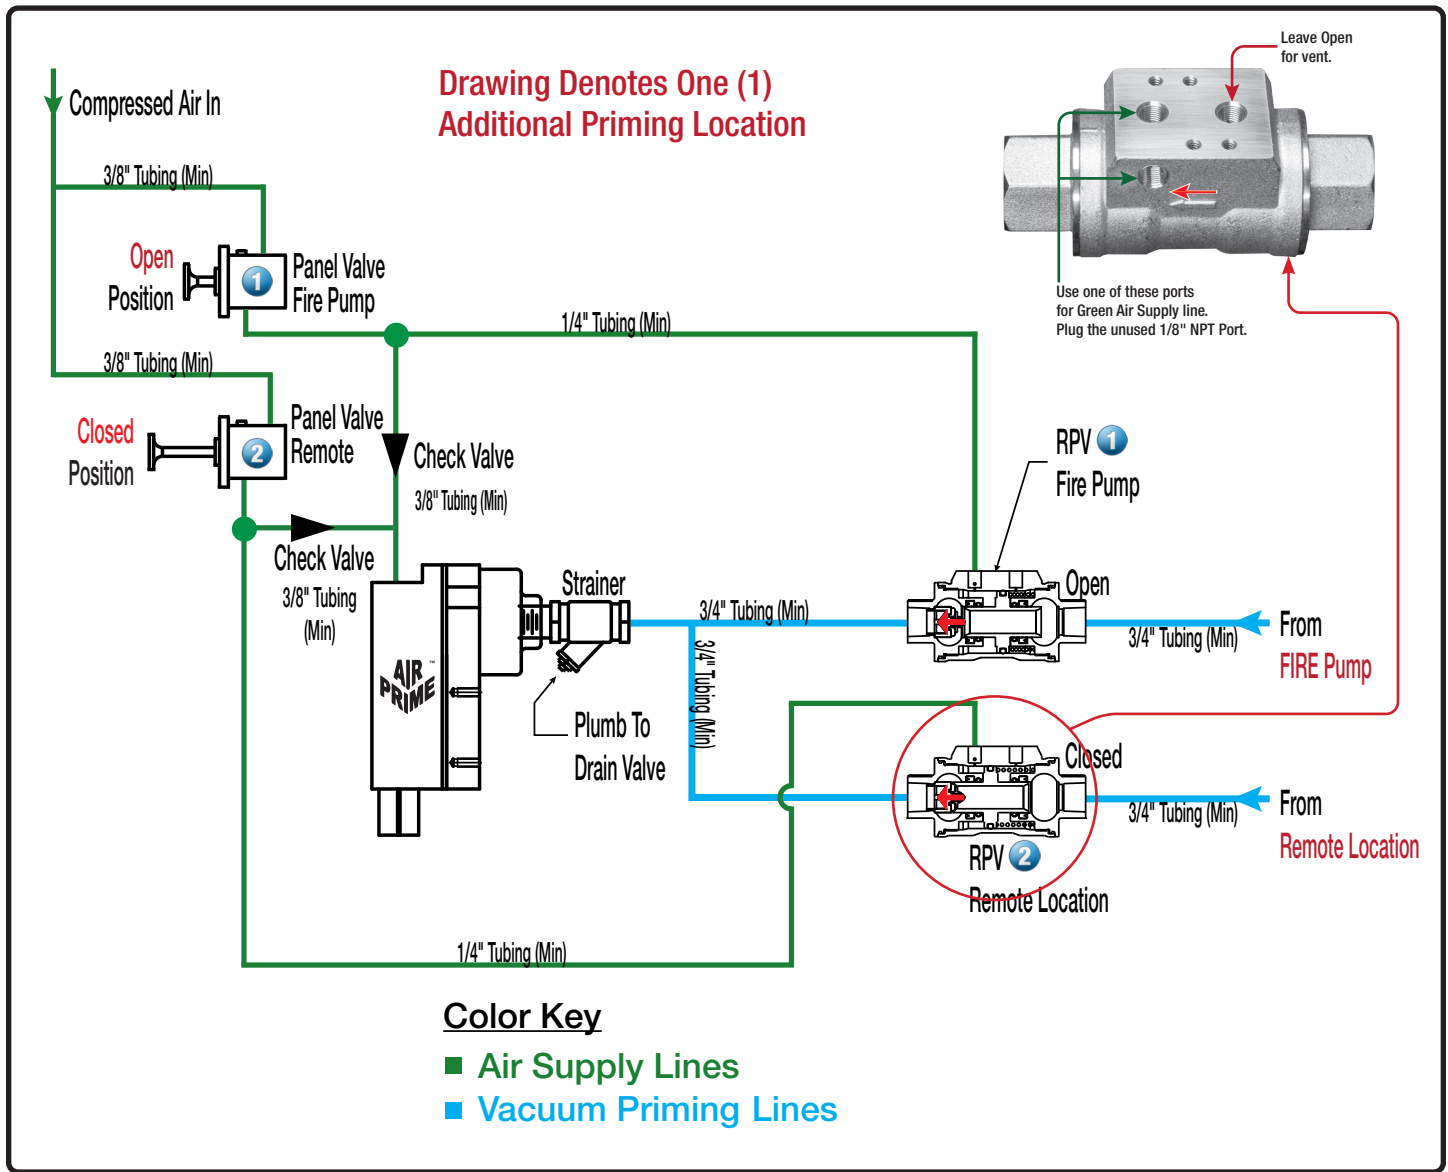 Leave Open
for vent.
Drawing Denotes One (1)
Additional Priming Location
Compressed Air In
3/8" Tubing (Min)
Open
Position
1
Panel Valve
Fire Pump
Use one of these ports
for Green Air Supply line.
Plug the unused 1/8" NPT Port.
1/4" Tubing (Min)
3/8" Tubing (Min)
Closed
Position
2
Panel Valve
Remote
Check Valve
3/8" Tubing (Min)
RPV 1
Fire Pump
Check Valve
3/8" Tubing
(Min)
Strainer
Open
3/4" Tubing (Min)
3/4" Tubing (Min)
3/4" Tubing (Min)
From
FIRE Pump
AIR
PRIME™
Plumb To
Drain Valve
Closed
3/4" Tubing (Min)
From
Remote Location
RPV 2
Remote Location
1/4" Tubing (Min)
Color Key
Air Supply Lines
Vacuum Priming Lines